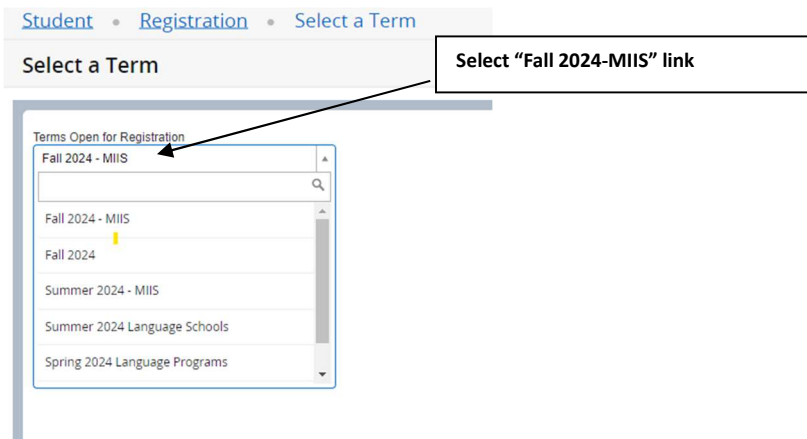 Student • Registration • Select a Term
Select a Term
Select “Fall 2024-MIIS” link
Terms Open for Registration
Fall 2024 - MIIS
Fall 2024 - MIIS
Fall 2024
Summer 2024 - MIIS
Summer 2024 Language Schools
Spring 2024 Language Programs